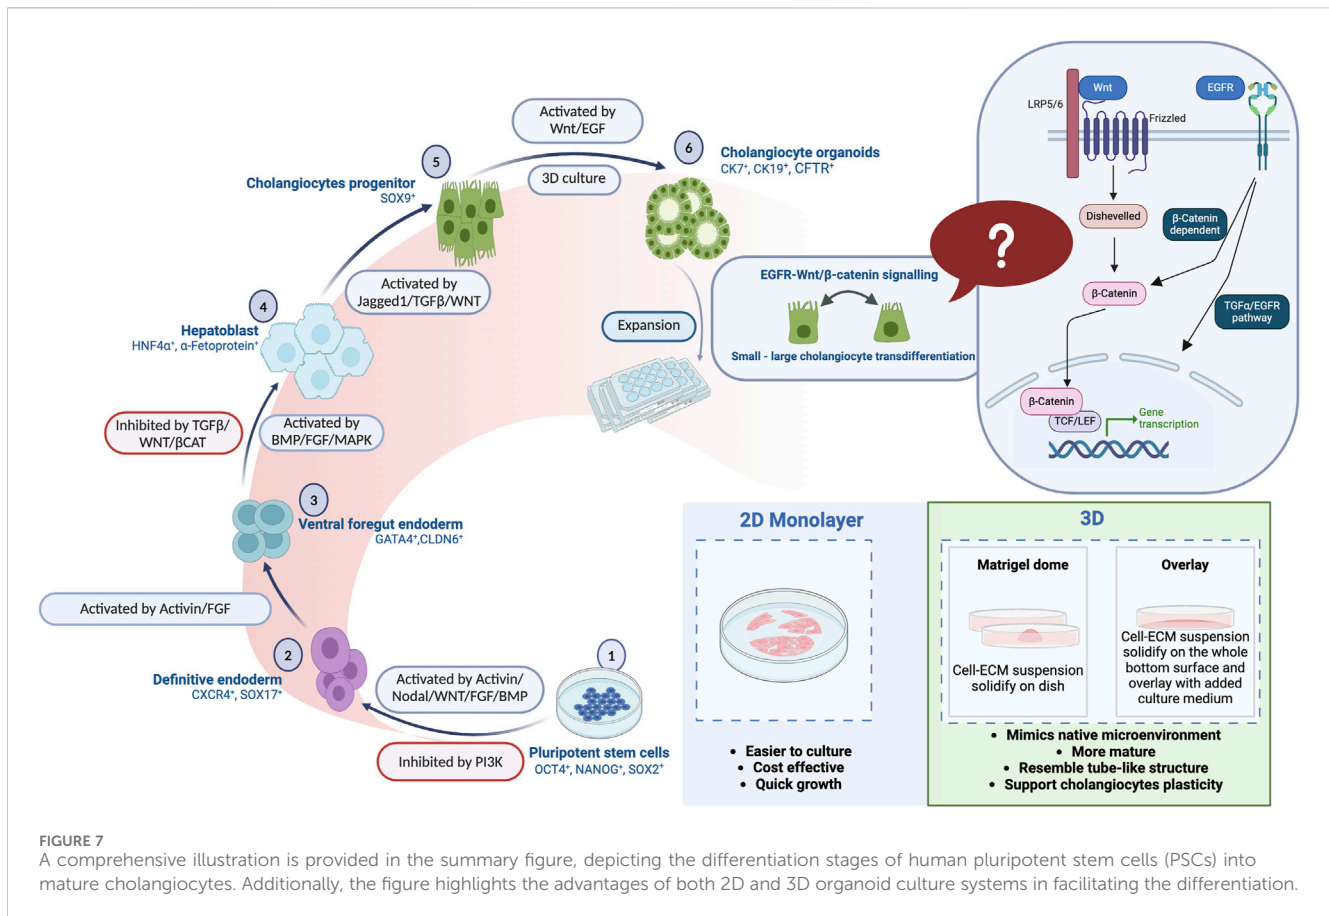 Activated by
Wnt/EGF
3D culture
6
Cholangiocyte organoids
CK7⁺, CK19⁺, CFTR⁺
5
Cholangiocytes progenitor
SOX9⁺
Activated by
Jagged1/TGFβ/WNT
4
Hepatoblast
HNF4α⁺, α-Fetoprotein⁺
Inhibited by TGFβ/
WNT/βCAT
Activated by
BMP/FGF/MAPK
3
Ventral foregut endoderm
GATA4⁺,CLDN6⁺
Activated by Activin/FGF
2
Definitive endoderm
CXCR4⁺, SOX17⁺
Activated by Activin/
Nodal/WNT/FGF/BMP
Inhibited by PI3K
1
Pluripotent stem cells
OCT4⁺, NANOG⁺, SOX2⁺
Expansion
EGFR-Wnt/β-catenin signalling
Small - large cholangiocyte transdifferentiation
?
LRP5/6
Wnt
Frizzled
EGFR
Dishevelled
β-Catenin
dependent
β-Catenin
TGFα/EGFR
pathway
β-Catenin
TCF/LEF
Gene
transcription
2D Monolayer
• Easier to culture
• Cost effective
• Quick growth
3D
Matrigel dome
Cell-ECM suspension
solidify on dish
Overlay
Cell-ECM suspension
solidify on the whole
bottom surface and
overlay with added
culture medium
• Mimics native microenvironment
• More mature
• Resemble tube-like structure
• Support cholangiocytes plasticity
FIGURE 7
A comprehensive illustration is provided in the summary figure, depicting the differentiation stages of human pluripotent stem cells (PSCs) into
mature cholangiocytes. Additionally, the figure highlights the advantages of both 2D and 3D organoid culture systems in facilitating the differentiation.